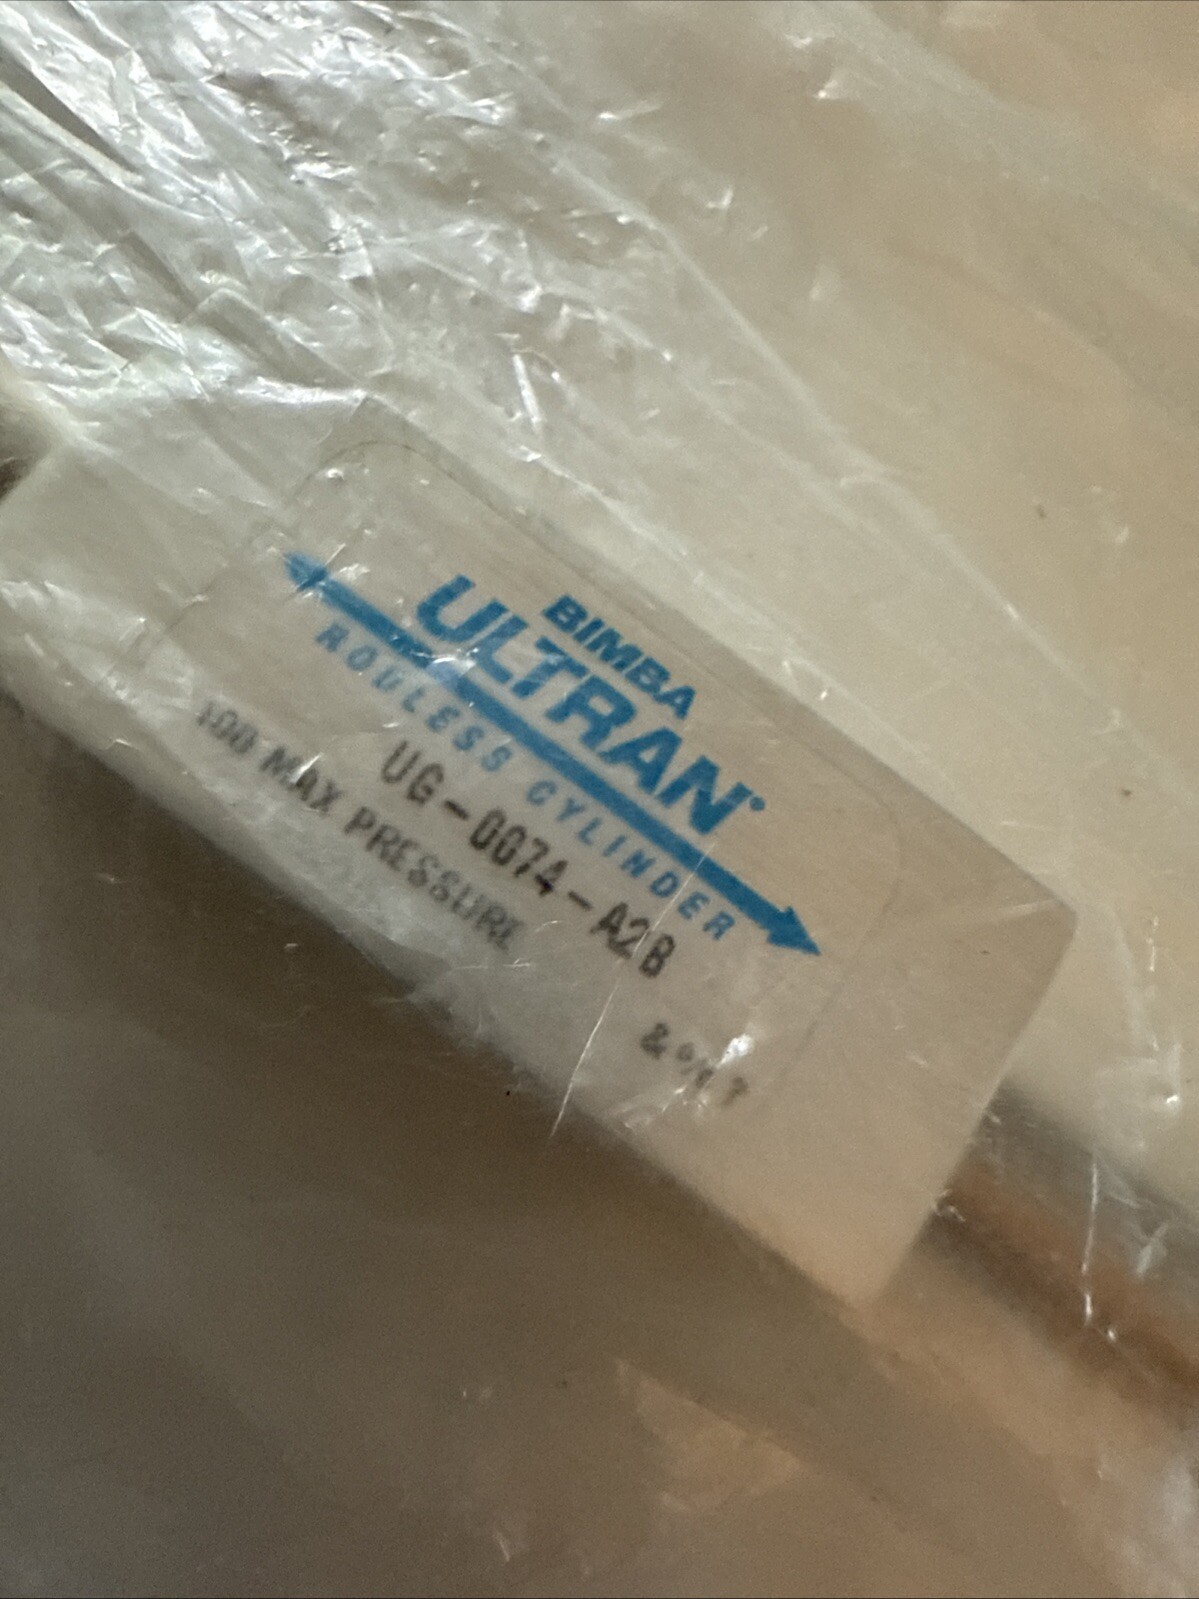 BIMBA
ULTRAN®
RODLESS CYLINDER
UG-0074-A2B
100 MAX PRESSURE